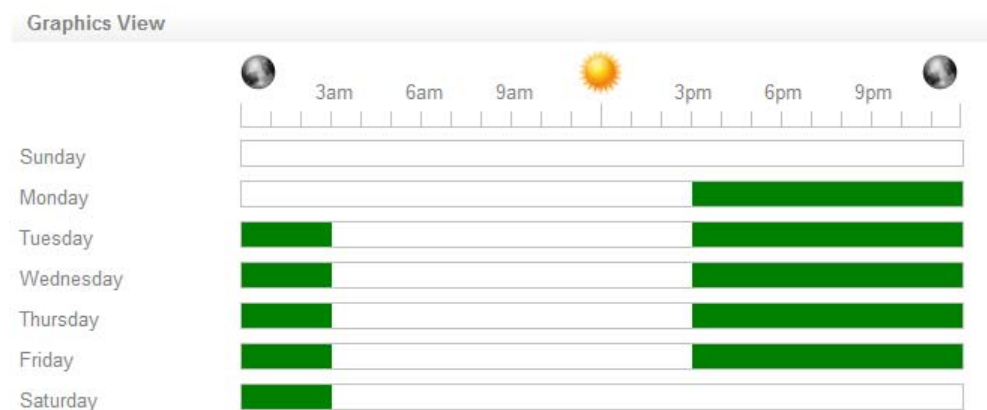 Graphics View
3am 6am 9am 3pm 6pm 9pm
Sunday
Monday
Tuesday
Wednesday
Thursday
Friday
Saturday